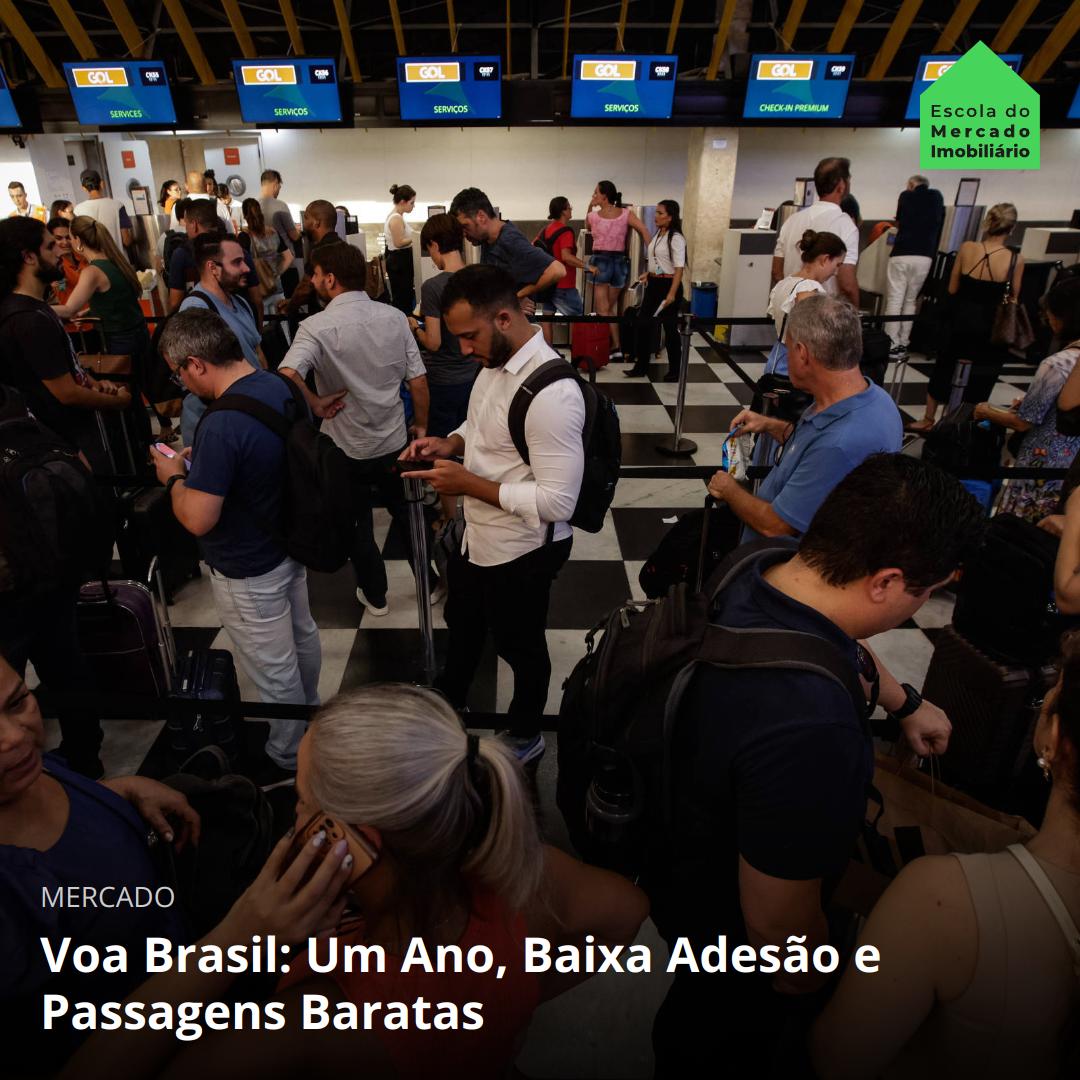 GOL
SERVICES
GOL
SERVIÇOS
GOL
SERVIÇOS
GOL
SERVIÇOS
GOL
CHECK-IN PREMIUM
Escola do
Mercado
Imobiliário
MERCADO
Voa Brasil: Um Ano, Baixa Adesão e
Passagens Baratas